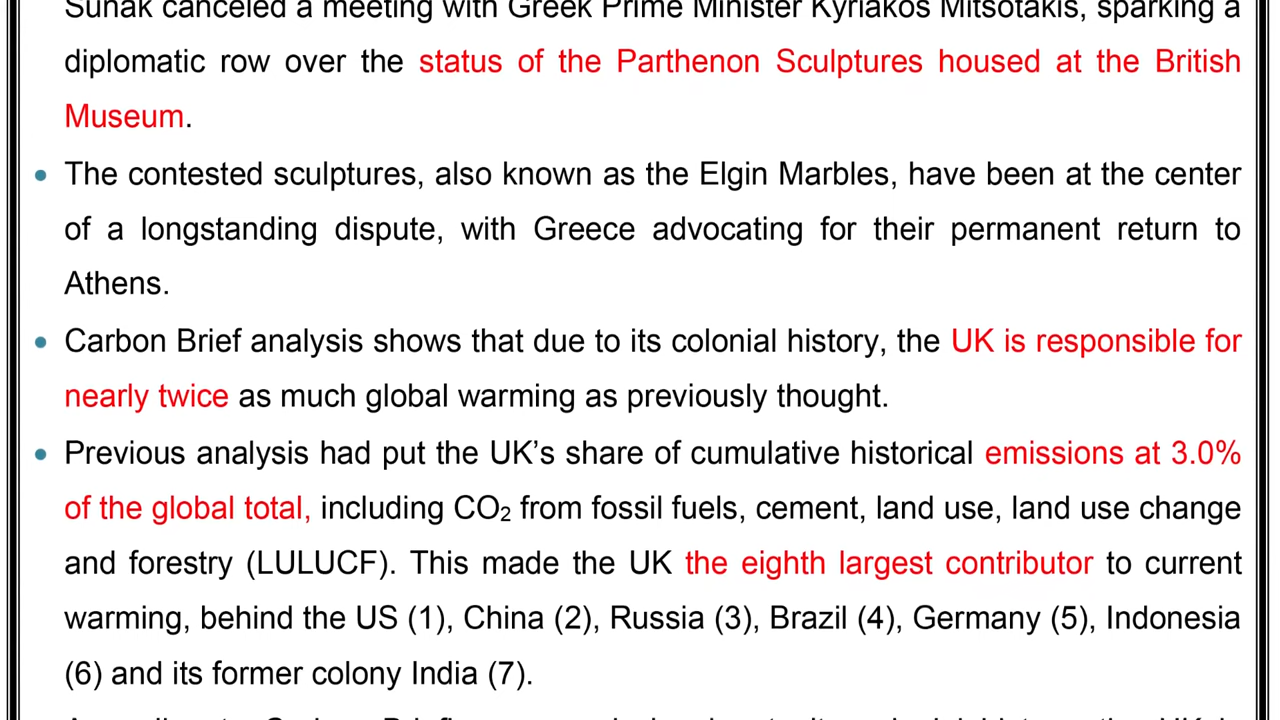 Sunak canceled a meeting with Greek Prime Minister Kyriakos Mitsotakis, sparking a
diplomatic row over the status of the Parthenon Sculptures housed at the British
Museum.
• The contested sculptures, also known as the Elgin Marbles, have been at the center
of a longstanding dispute, with Greece advocating for their permanent return to
Athens.
• Carbon Brief analysis shows that due to its colonial history, the UK is responsible for
nearly twice as much global warming as previously thought.
• Previous analysis had put the UK’s share of cumulative historical emissions at 3.0%
of the global total, including CO₂ from fossil fuels, cement, land use, land use change
and forestry (LULUCF). This made the UK the eighth largest contributor to current
warming, behind the US (1), China (2), Russia (3), Brazil (4), Germany (5), Indonesia
(6) and its former colony India (7).